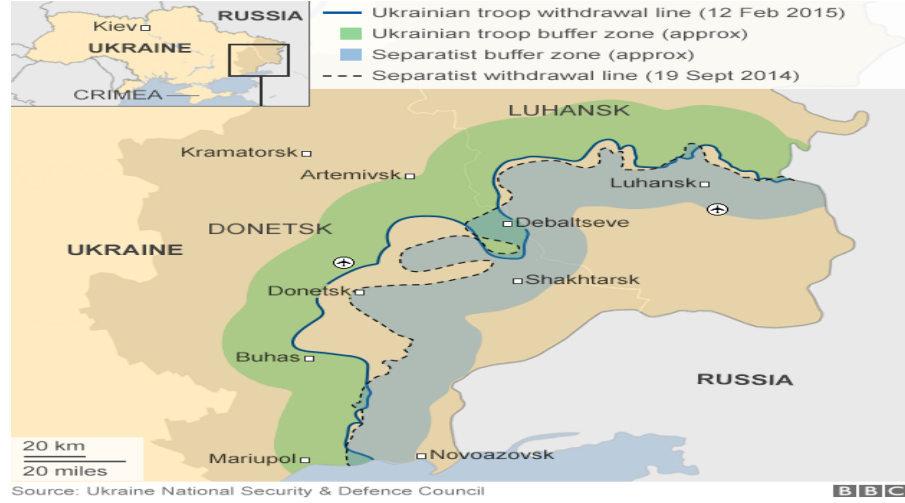 RUSSIA
Kiev
UKRAINE
CRIMEA
Ukrainian troop withdrawal line (12 Feb 2015)
Ukrainian troop buffer zone (approx)
Separatist buffer zone (approx)
Separatist withdrawal line (19 Sept 2014)
LUHANSK
Kramatorsk
Artemivsk
Luhansk
DONETSK
Debaltseve
UKRAINE
Shakhtarsk
Donetsk
Buhas
RUSSIA
20 km
20 miles
Mariupol
Novoazovsk
Source: Ukraine National Security & Defence Council
BBC